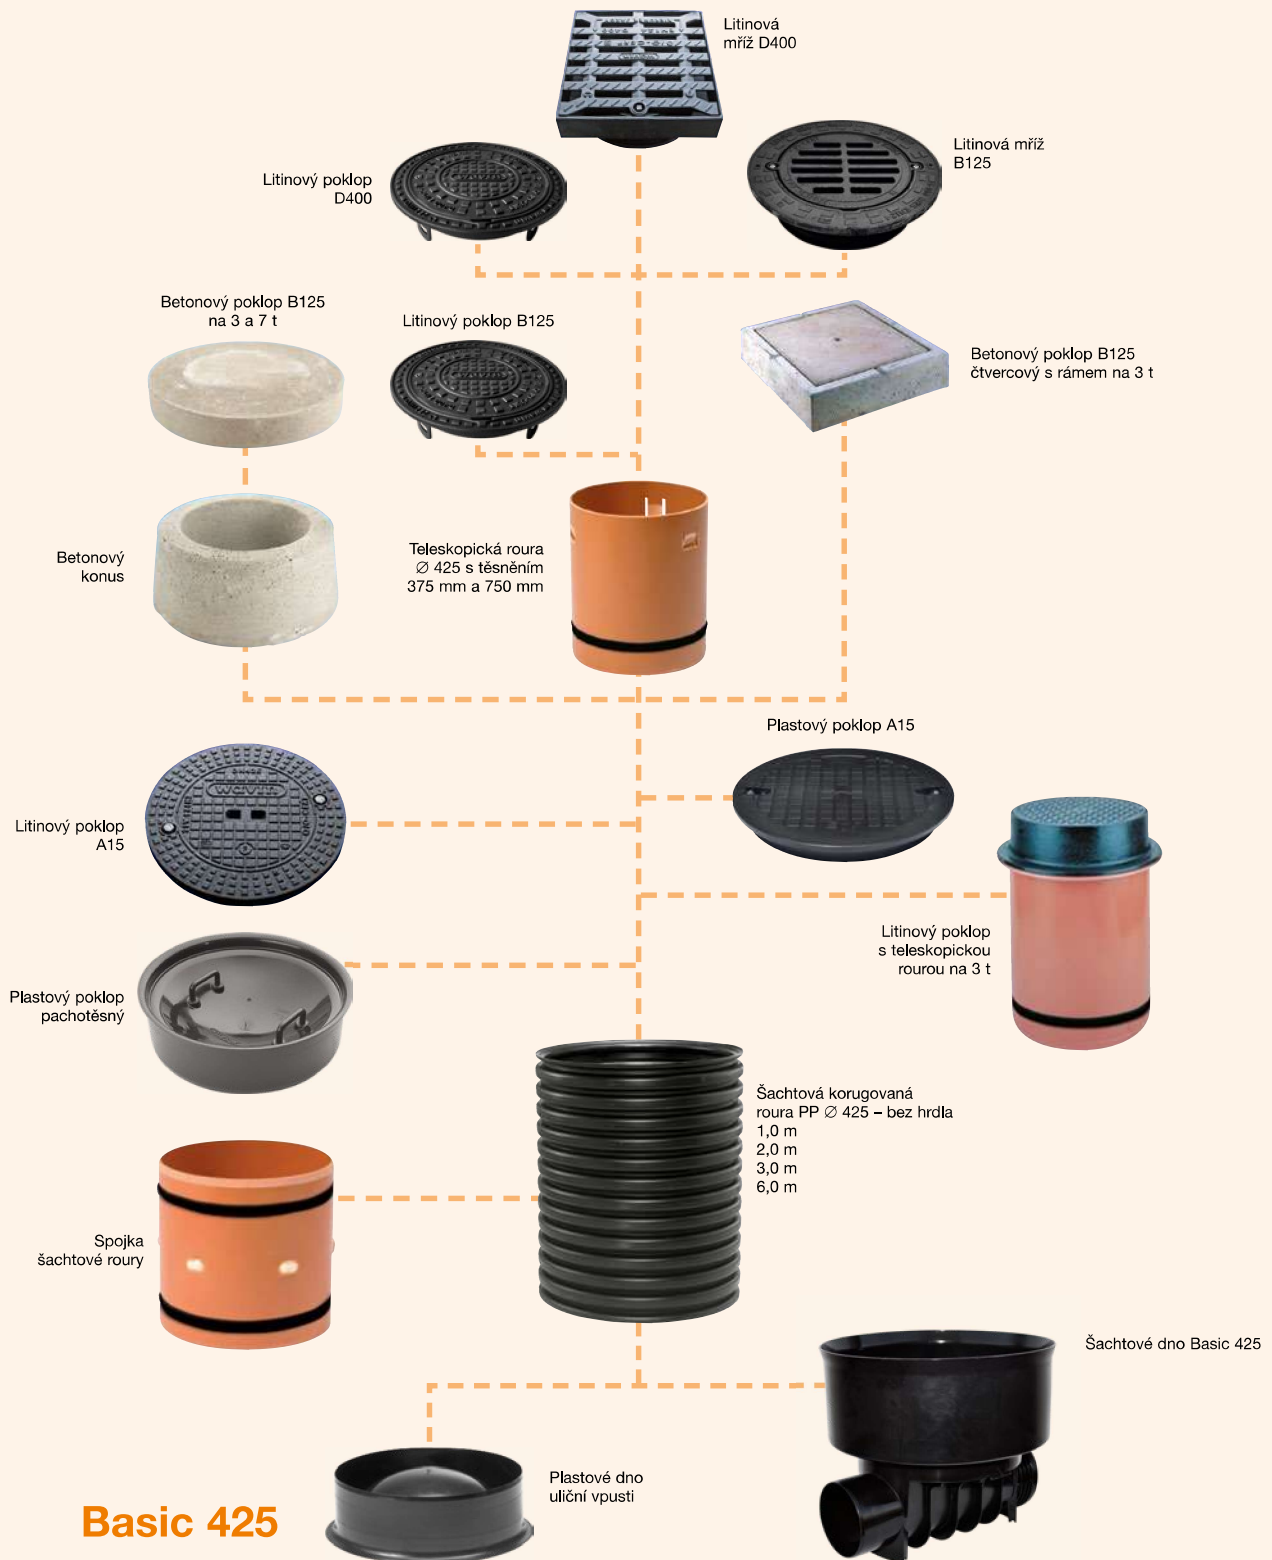 Litinová
mříž D400
Litinová mříž
B125
Litinový poklop
D400
Betonový poklop B125
na 3 a 7 t
Litinový poklop B125
Betonový poklop B125
čtvercový s rámem na 3 t
Betonový
konus
Teleskopická roura
∅ 425 s těsněním
375 mm a 750 mm
Plastový poklop A15
Litinový poklop
A15
wavin
Litinový poklop
s teleskopickou
rourou na 3 t
Plastový poklop
pachotěsný
Šachtová korugovaná
roura PP ∅ 425 – bez hrdla
1,0 m
2,0 m
3,0 m
6,0 m
Spojka
šachtové roury
Šachtové dno Basic 425
Plastové dno
uliční vpusti
Basic 425